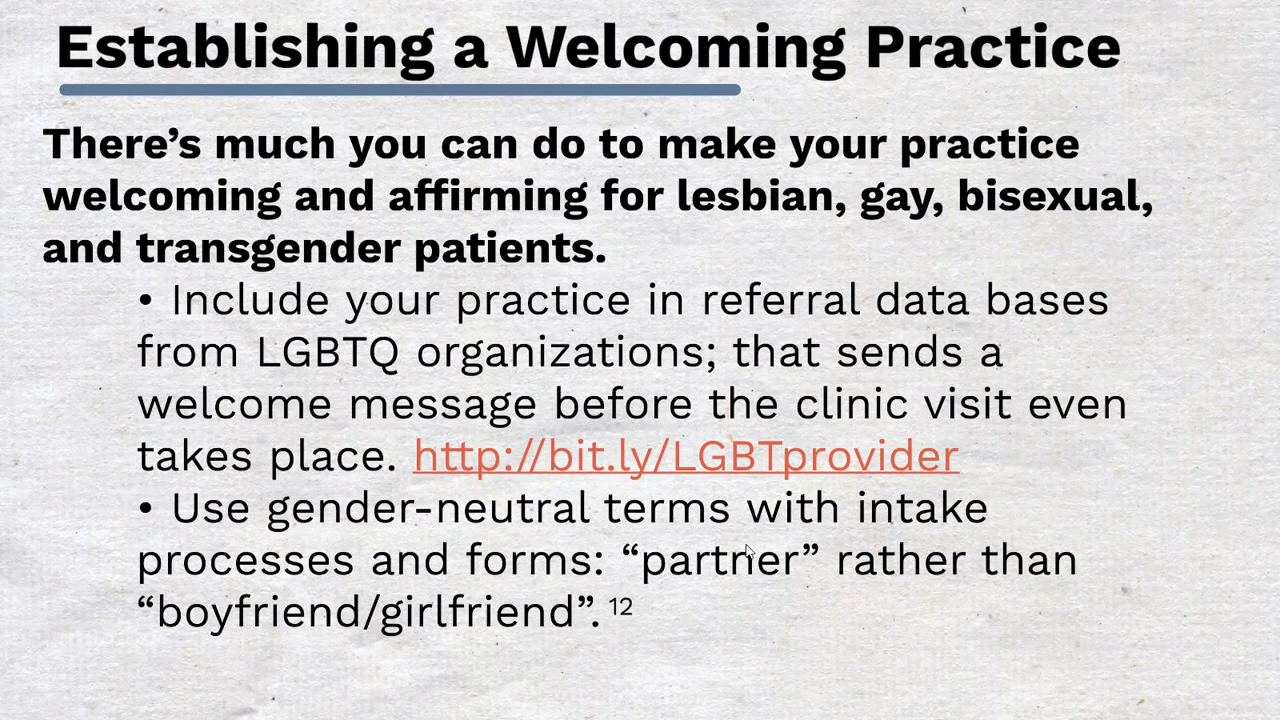 Establishing a Welcoming Practice
There’s much you can do to make your practice
welcoming and affirming for lesbian, gay, bisexual,
and transgender patients.
• Include your practice in referral data bases
from LGBTQ organizations; that sends a
welcome message before the clinic visit even
takes place. http://bit.ly/LGBTprovider
• Use gender-neutral terms with intake
processes and forms: “partner” rather than
“boyfriend/girlfriend”. 12